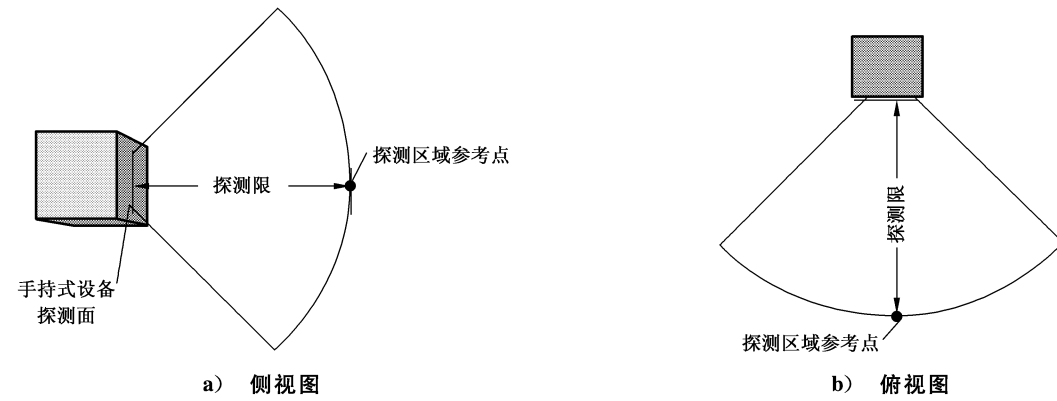 探测区域参考点
探测限
手持式设备
探测面
a） 侧视图
探测限
探测区域参考点
b） 俯视图